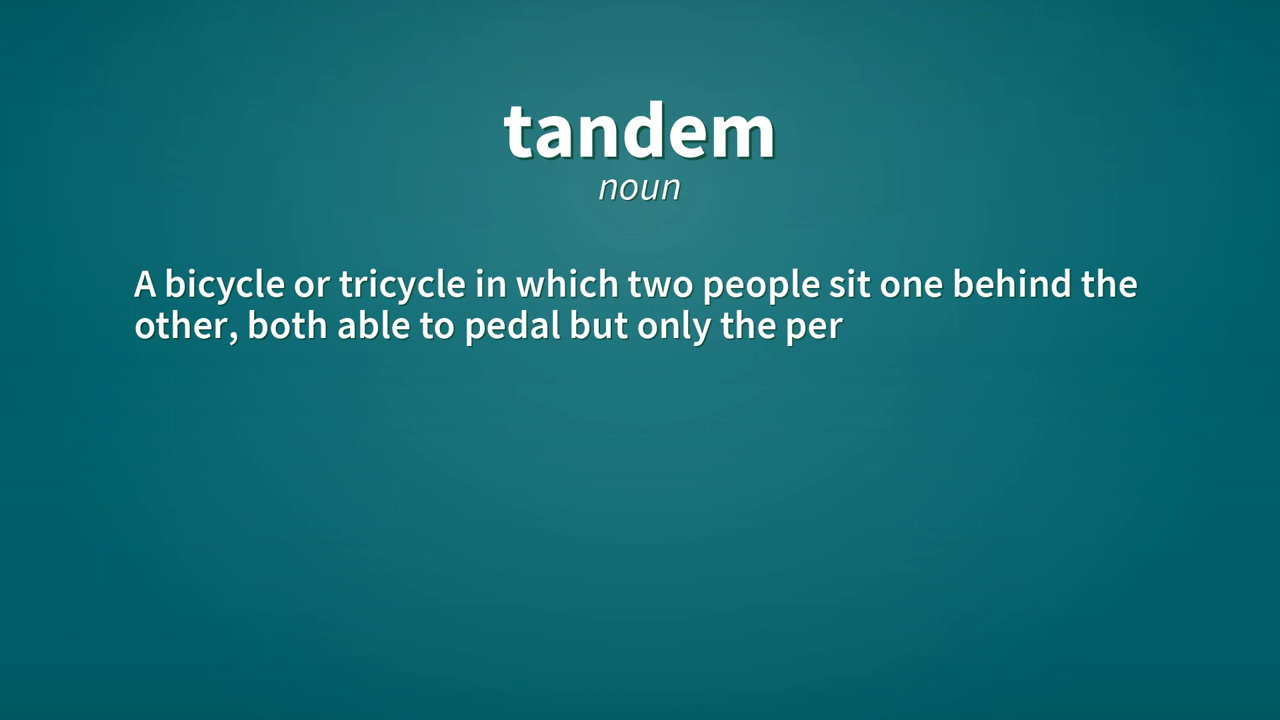 tandem
noun
A bicycle or tricycle in which two people sit one behind the
other, both able to pedal but only the per